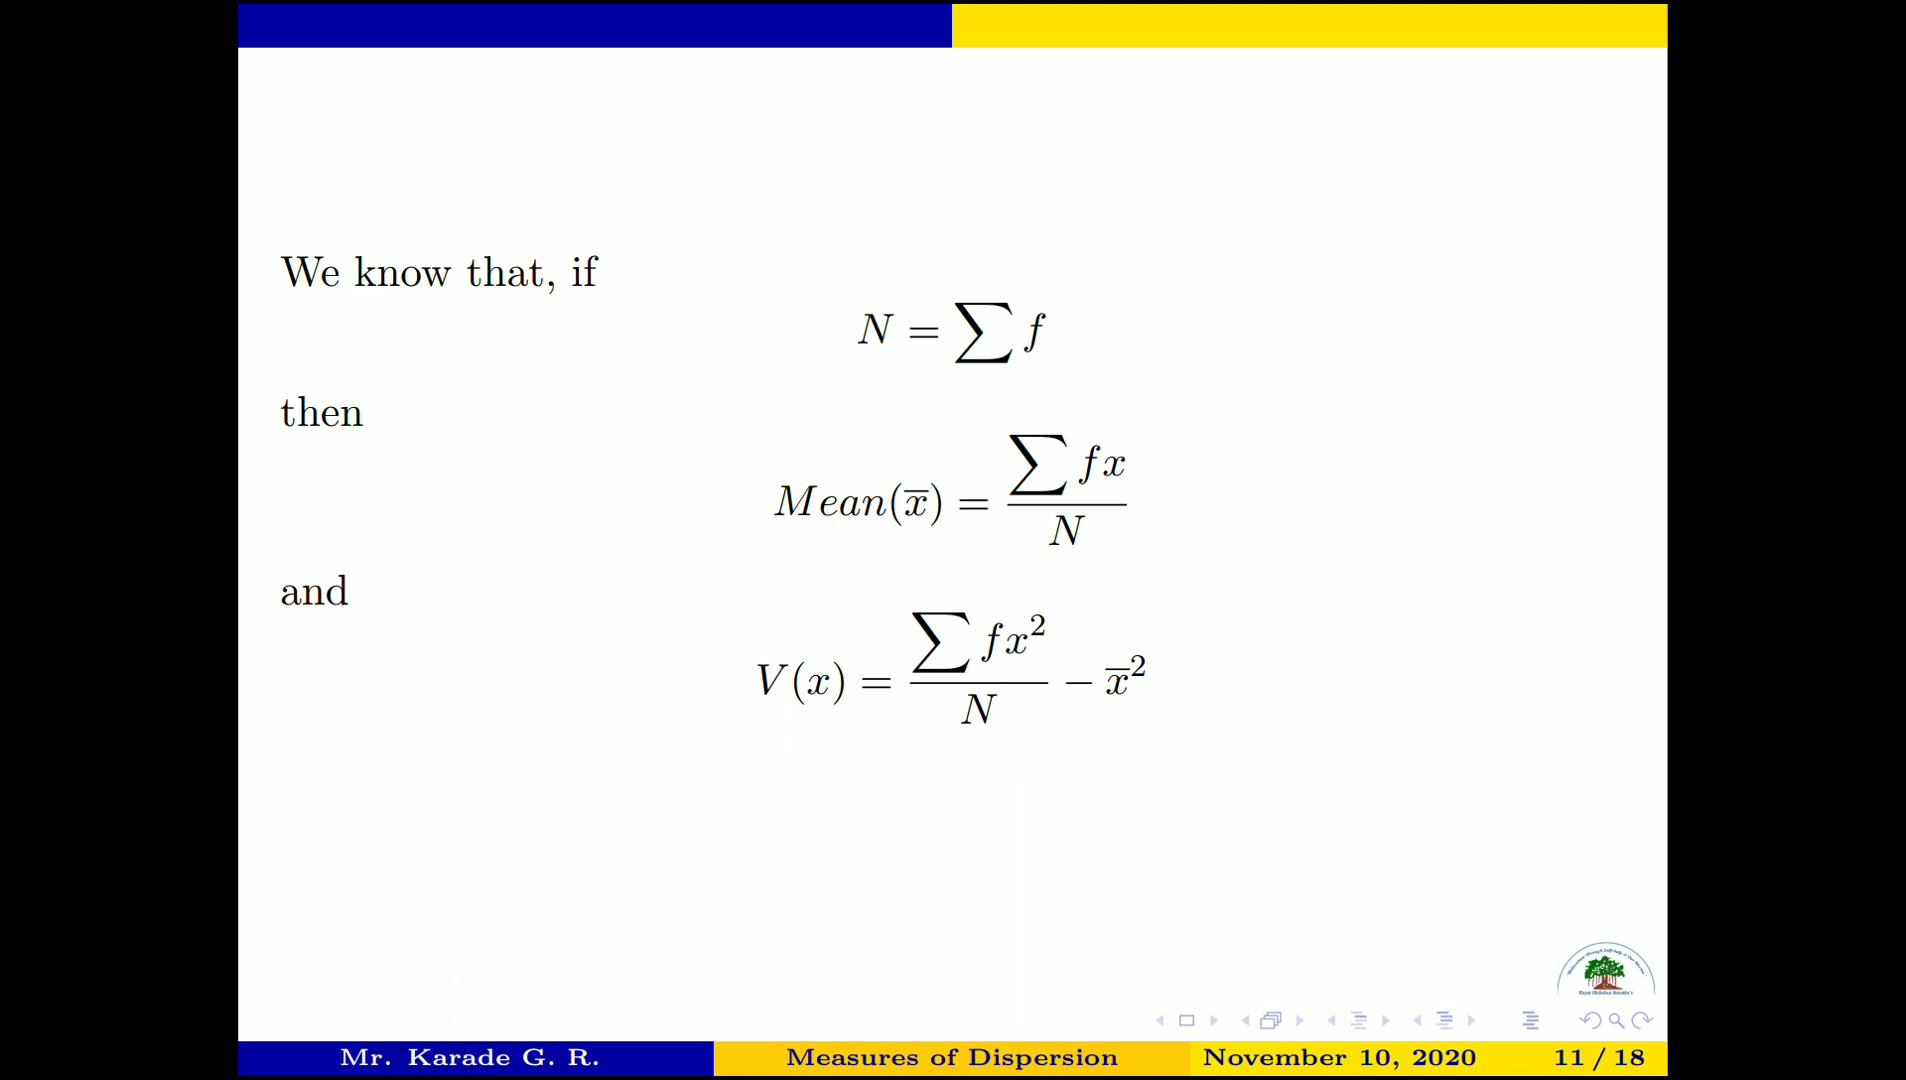 We know that, if
N = ∑ f
then
Mean(x̄) = ∑ fx / N
and
V(x) = ∑ fx² / N − x̄²
Mr. Karade G. R. Measures of Dispersion November 10, 2020 11 / 18